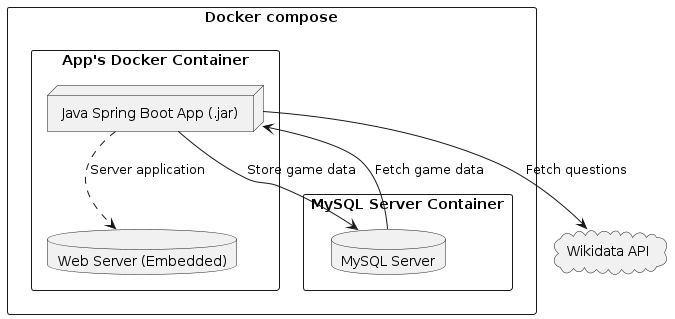 Docker compose
App's Docker Container
Java Spring Boot App (.jar)
Server application
Store game data
Fetch game data
Fetch questions
MySQL Server Container
Web Server (Embedded)
MySQL Server
Wikidata API